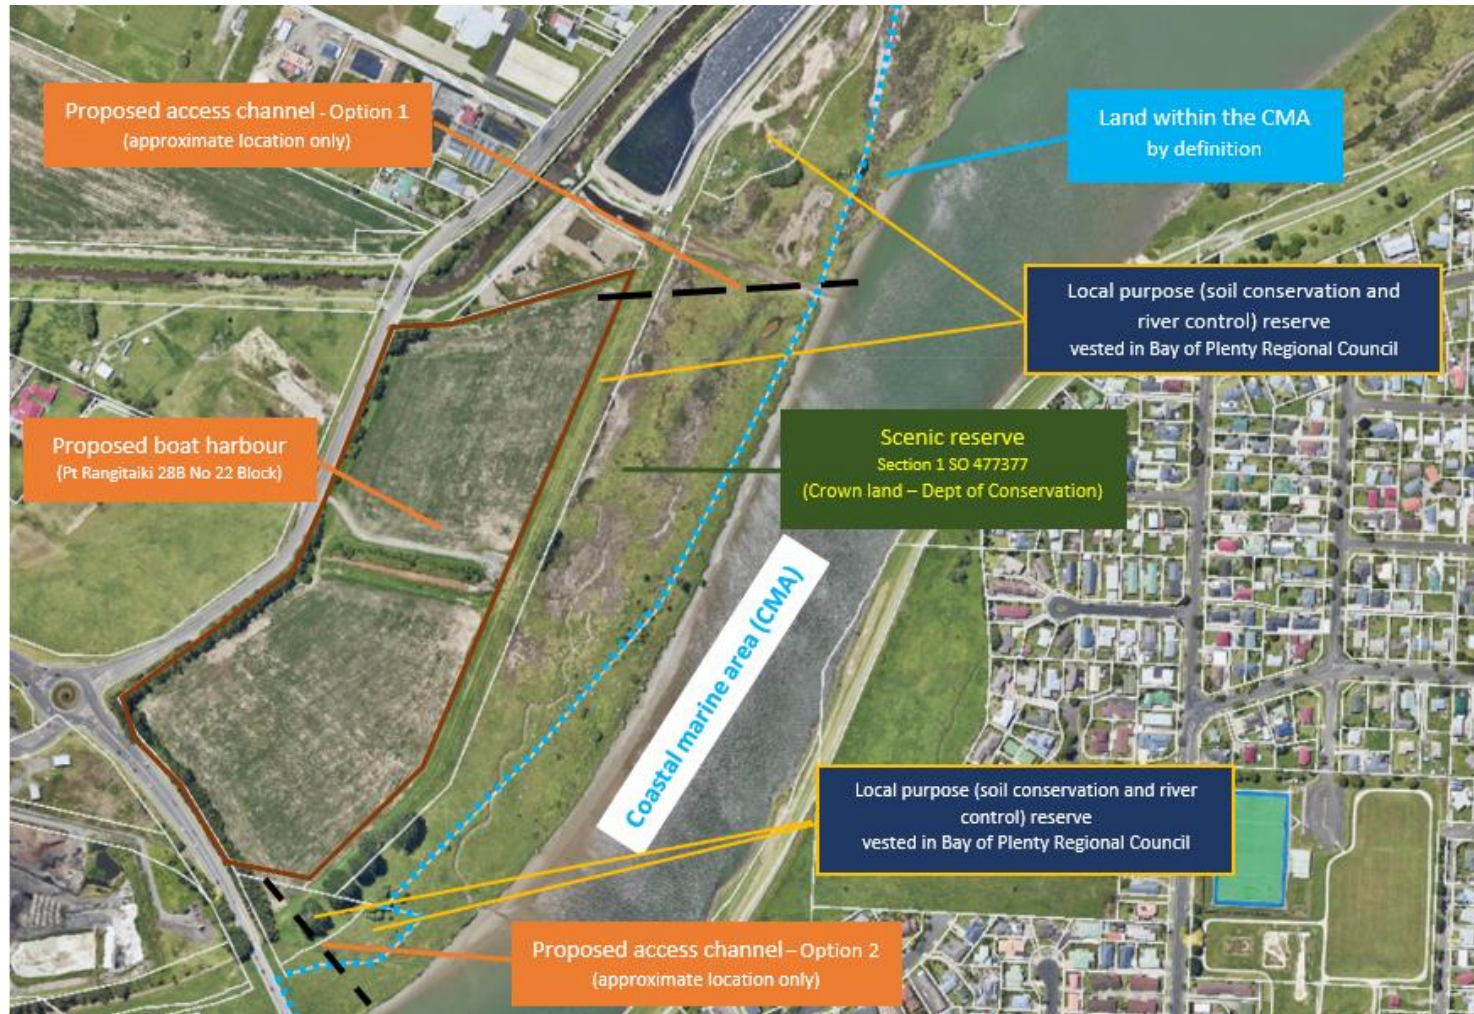 Proposed access channel - Option 1
(approximate location only)
Land within the CMA
by definition
Local purpose (soil conservation and
river control) reserve
vested in Bay of Plenty Regional Council
Proposed boat harbour
(Pt Rangitaiki 28B No 22 Block)
Scenic reserve
Section 1 SO 477377
(Crown land – Dept of Conservation)
Coastal marine area (CMA)
Local purpose (soil conservation and river
control) reserve
vested in Bay of Plenty Regional Council
Proposed access channel – Option 2
(approximate location only)